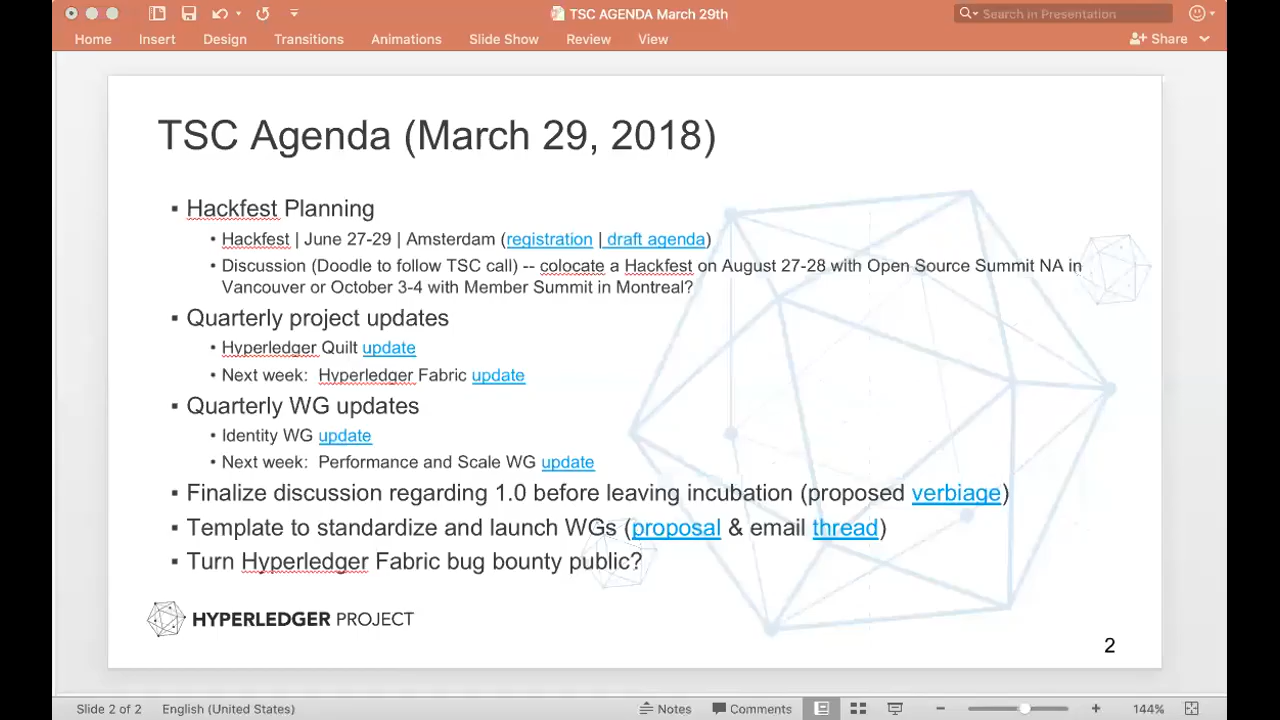 TSC AGENDA March 29th
Search in Presentation
Home Insert Design Transitions Animations Slide Show Review View Share
TSC Agenda (March 29, 2018)
▪ Hackfest Planning
• Hackfest | June 27-29 | Amsterdam (registration | draft agenda)
• Discussion (Doodle to follow TSC call) -- colocate a Hackfest on August 27-28 with Open Source Summit NA in
Vancouver or October 3-4 with Member Summit in Montreal?
▪ Quarterly project updates
• Hyperledger Quilt update
• Next week: Hyperledger Fabric update
▪ Quarterly WG updates
• Identity WG update
• Next week: Performance and Scale WG update
▪ Finalize discussion regarding 1.0 before leaving incubation (proposed verbiage)
▪ Template to standardize and launch WGs (proposal & email thread)
▪ Turn Hyperledger Fabric bug bounty public?
HYPERLEDGER PROJECT
2
Slide 2 of 2 English (United States) Notes Comments 144%